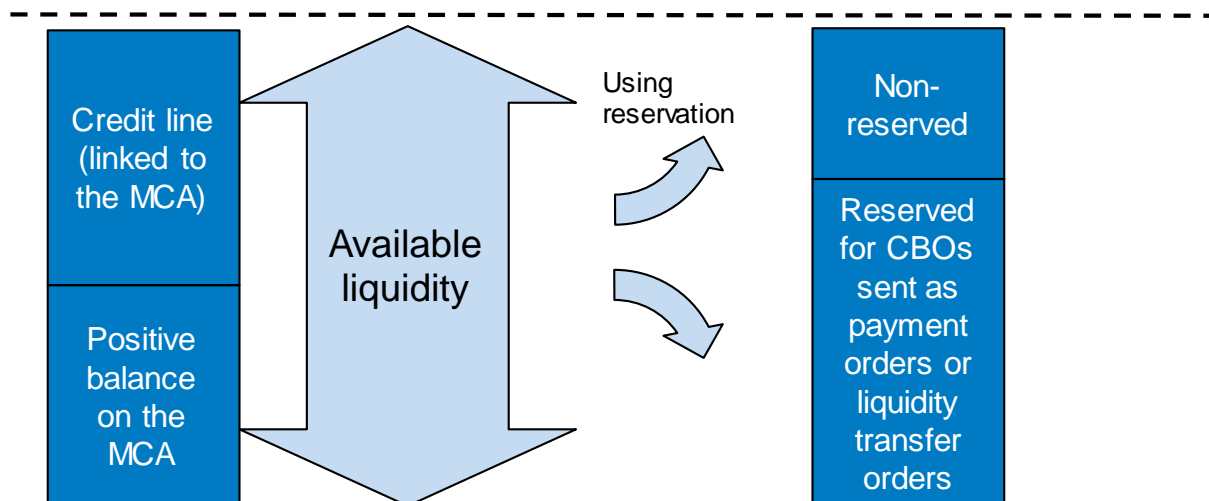 Credit line
(linked to
the MCA)
Positive
balance
on the
MCA
Available
liquidity
Using
reservation
Non-
reserved
Reserved
for CBOs
sent as
payment
orders or
liquidity
transfer
orders